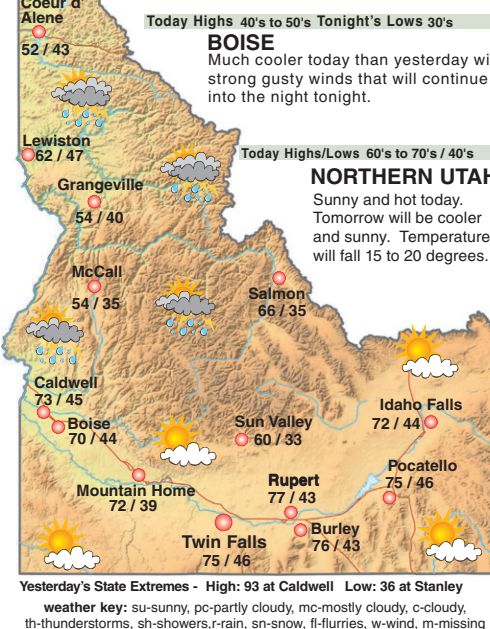 Coeur d'
Alene
52 / 43
Today Highs 40's to 50's Tonight's Lows 30's
BOISE
Much cooler today than yesterday wi
strong gusty winds that will continue
into the night tonight.
Lewiston
62 / 47
Today Highs/Lows 60's to 70's / 40's
NORTHERN UTAH
Sunny and hot today.
Tomorrow will be cooler
and sunny. Temperature
will fall 15 to 20 degrees.
Grangeville
54 / 40
McCall
54 / 35
Salmon
66 / 35
Caldwell
73 / 45
Boise
70 / 44
Sun Valley
60 / 33
Idaho Falls
72 / 44
Pocatello
75 / 46
Mountain Home
72 / 39
Rupert
77 / 43
Burley
76 / 43
Twin Falls
75 / 46
Yesterday's State Extremes - High: 93 at Caldwell Low: 36 at Stanley
weather key: su-sunny, pc-partly cloudy, mc-mostly cloudy, c-cloudy,
th-thunderstorms, sh-showers,r-rain, sn-snow, fl-flurries, w-wind, m-missing